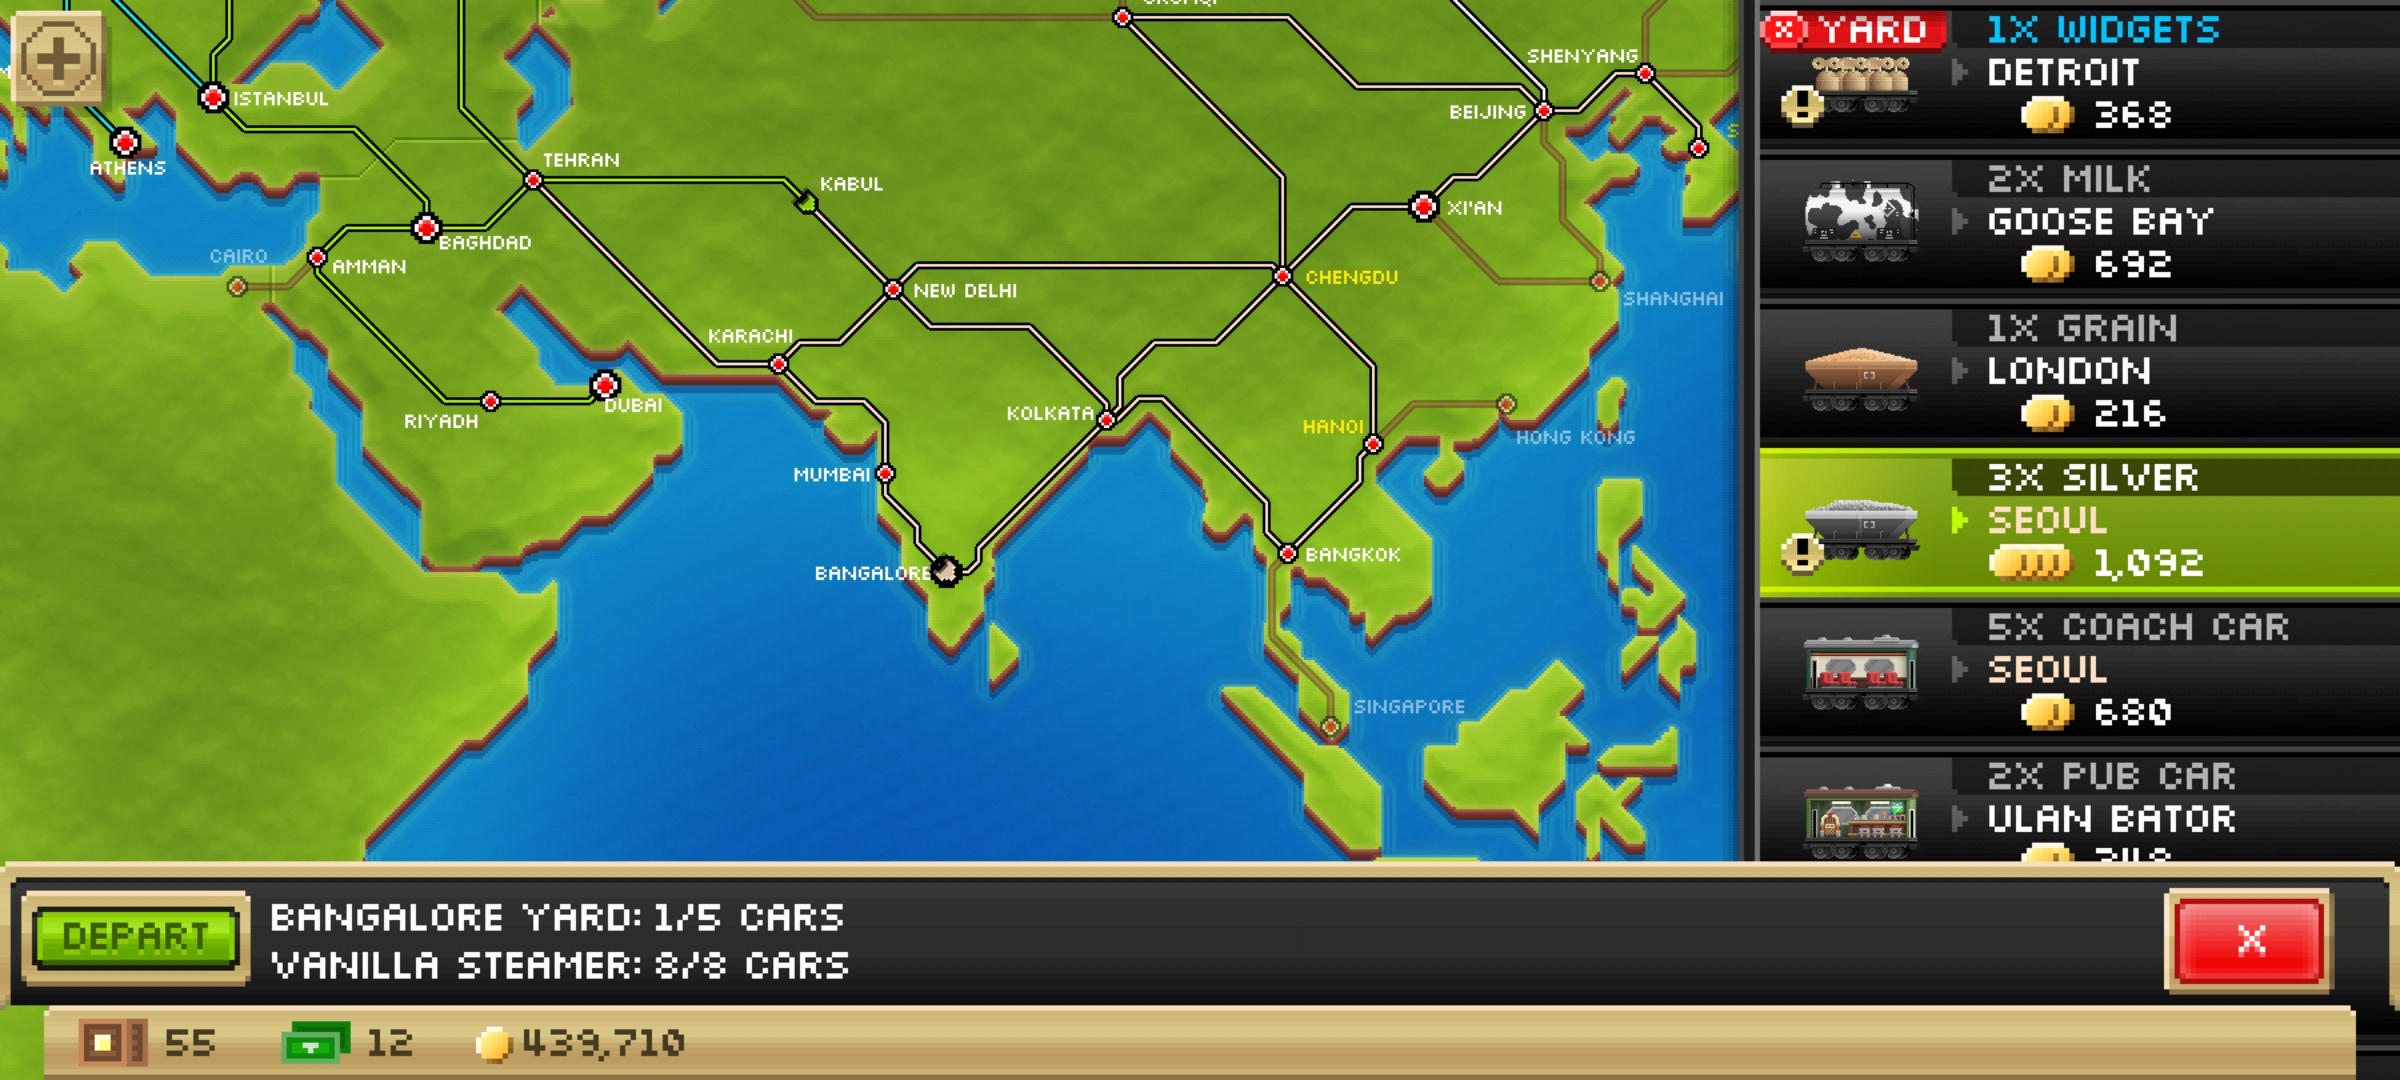 SHENYANG
ISTANBUL
BEIJING
ATHENS
TEHRAN
KABUL
XI'AN
BAGHDAD
CAIRO
AMMAN
CHENGDU
NEW DELHI
SHANGHAI
KARACHI
DUBAI
RIYADH
KOLKATA
HANOI
HONG KONG
MUMBAI
BANGALORE
BANGKOK
SINGAPORE
YARD
1X WIDGETS
DETROIT
368
2X MILK
GOOSE BAY
692
1X GRAIN
LONDON
216
3X SILVER
SEOUL
1,092
5X COACH CAR
SEOUL
680
2X PUB CAR
ULAN BATOR
DEPART
BANGALORE YARD: 1/5 CARS
VANILLA STEAMER: 8/8 CARS
X
55
12
439,710